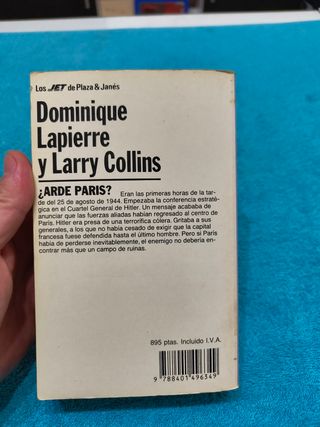 Los JET de Plaza & Janés
Dominique
Lapierre
y Larry Collins
¿ARDE PARIS? Eran las primeras horas de la tar-
de del 25 de agosto de 1944. Empezaba la conferencia estraté-
gica en el Cuartel General de Hitler. Un mensaje acababa de
anunciar que las fuerzas aliadas habían regresado al centro de
París. Hitler era presa de una terrorífica cólera. Gritaba a sus
generales, a los que no había cesado de exigir que la capital
francesa fuese defendida hasta el último hombre. Pero si París
había de perderse inevitablemente, el enemigo no debería en-
contrar más que un campo de ruinas.
895 ptas. Incluido I.V.A.
9 788401 496349